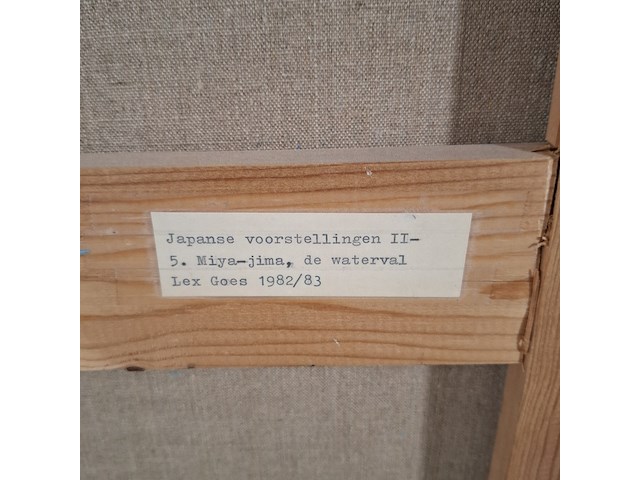 Japanse voorstellingen II-
5. Miya-jima, de waterval
Lex Goes 1982/83